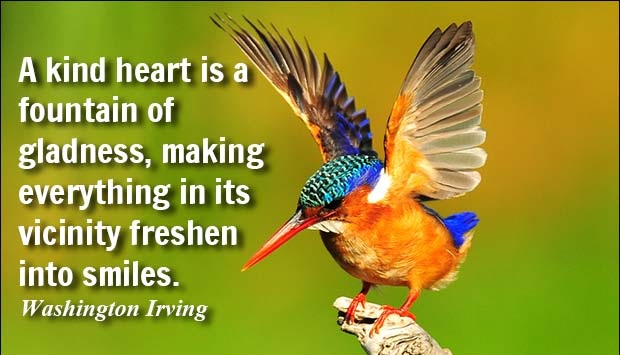 A kind heart is a
fountain of
gladness, making
everything in its
vicinity freshen
into smiles.
Washington Irving